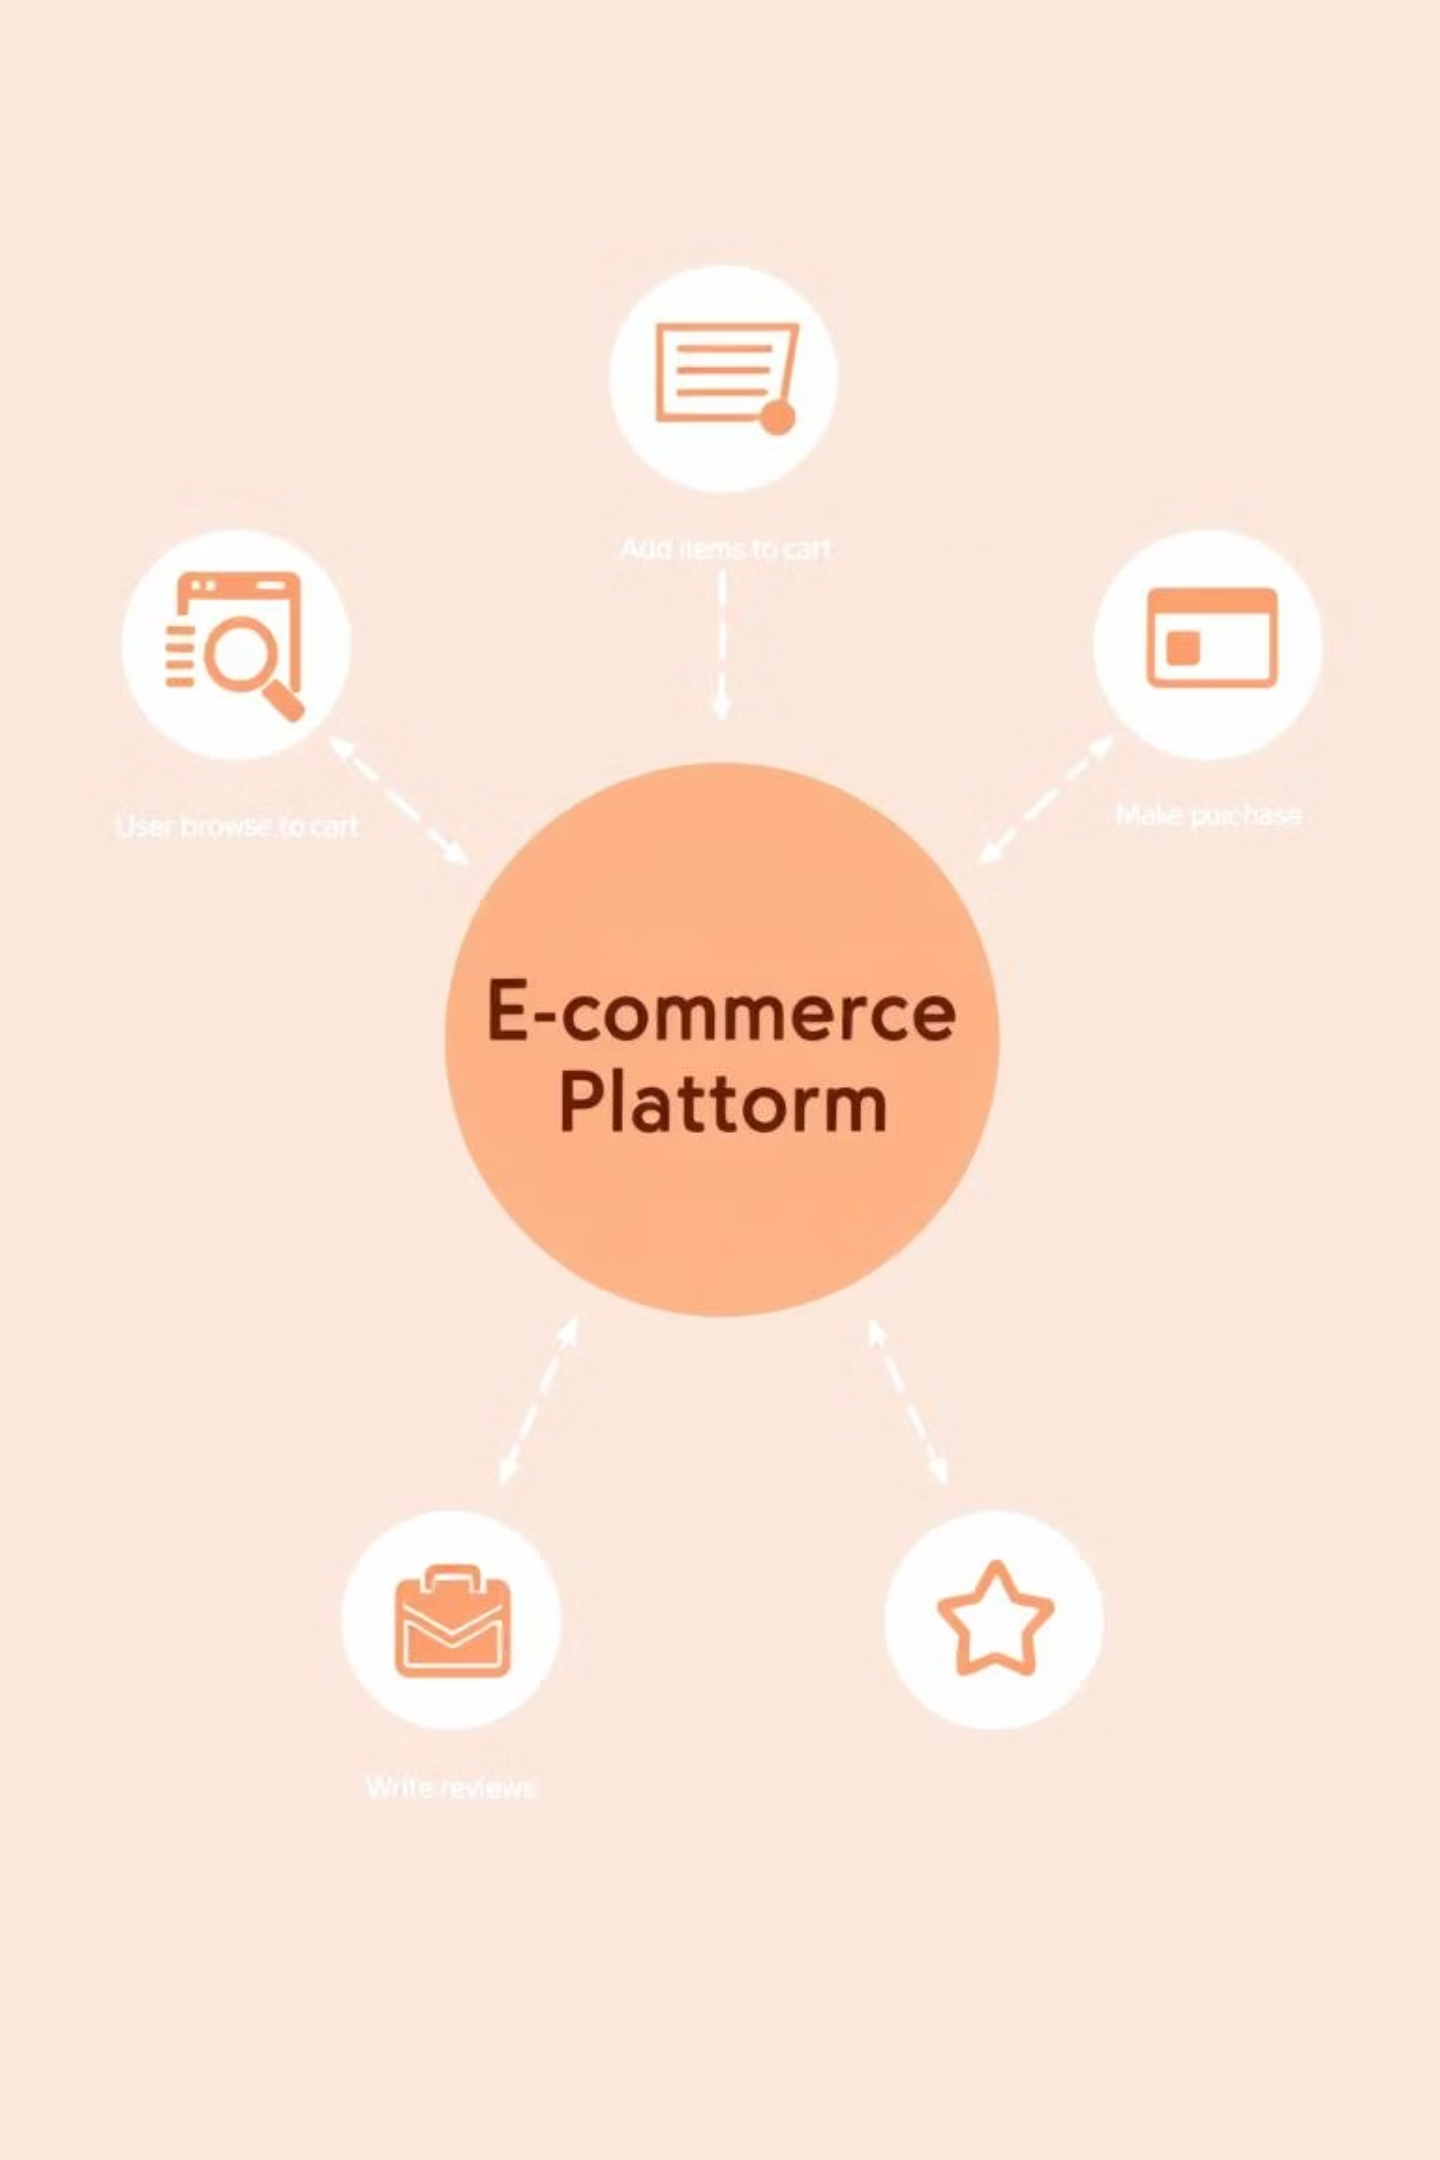 Add items to cart
User browse to cart
Make purchase
E-commerce
Plattorm
Write reviews